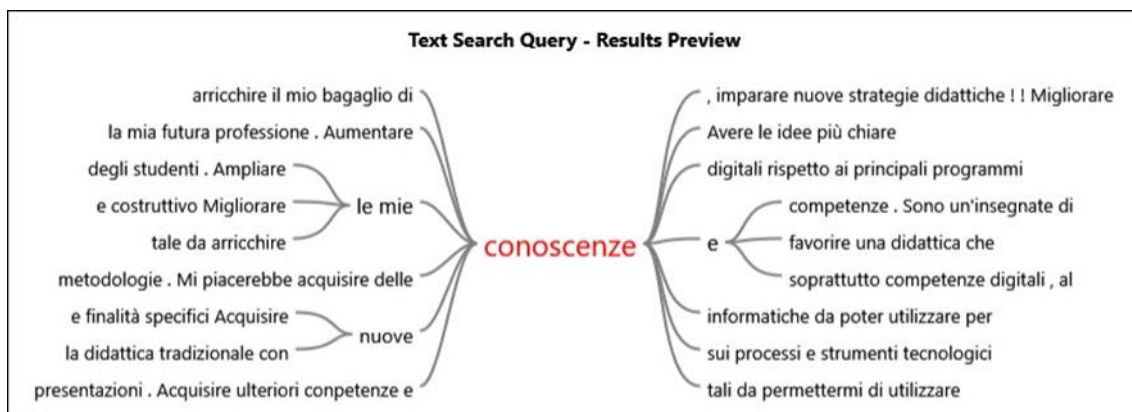 Text Search Query - Results Preview
arricchire il mio bagaglio di
la mia futura professione . Aumentare
degli studenti . Ampliare
e costruttivo Migliorare
tale da arricchire
le mie
metodologie . Mi piacerebbe acquisire delle
e finalità specifici Acquisire
la didattica tradizionale con
nuove
presentazioni . Acquisire ulteriori conpetenze e
conoscenze
, imparare nuove strategie didattiche ! ! Migliorare
Avere le idee più chiare
digitali rispetto ai principali programmi
e
competenze . Sono un'insegnate di
favorire una didattica che
soprattutto competenze digitali , al
informatiche da poter utilizzare per
sui processi e strumenti tecnologici
tali da permettermi di utilizzare